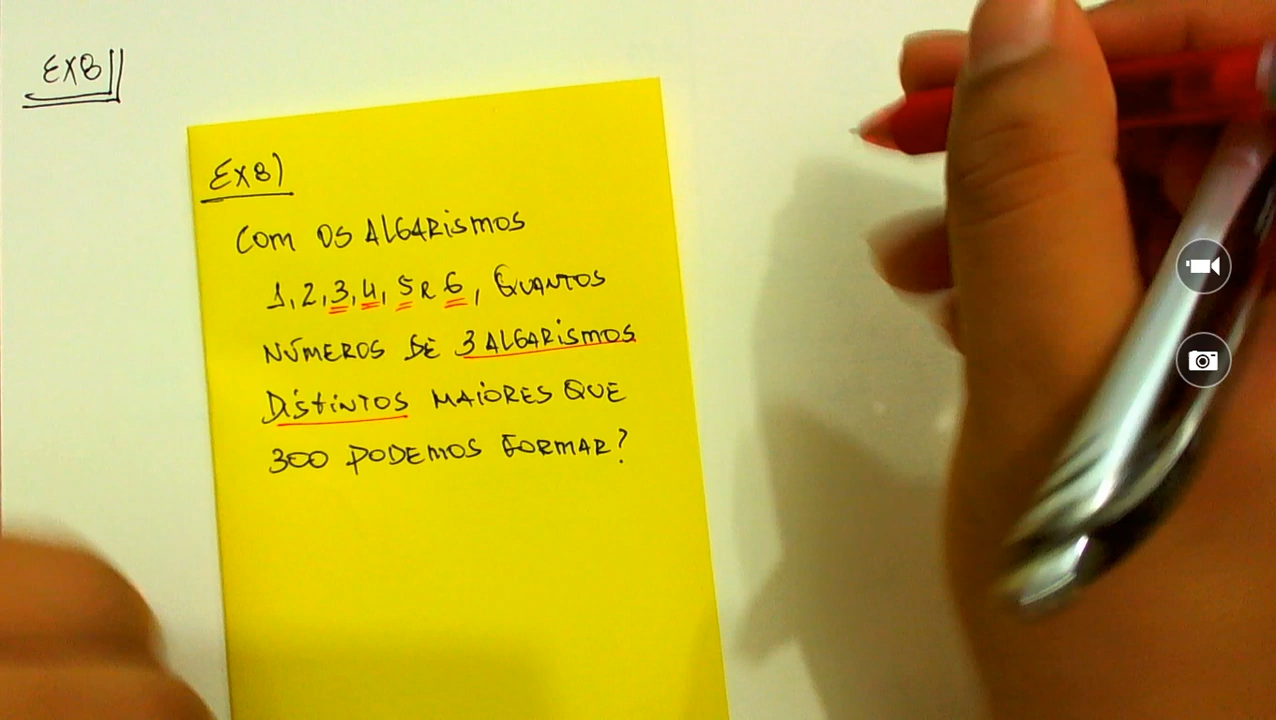 EX8
EX8)
COM OS ALGARISMOS
1, 2, 3, 4, 5 E 6, QUANTOS
NÚMEROS DE 3 ALGARISMOS
DISTINTOS MAIORES QUE
300 PODEMOS FORMAR?